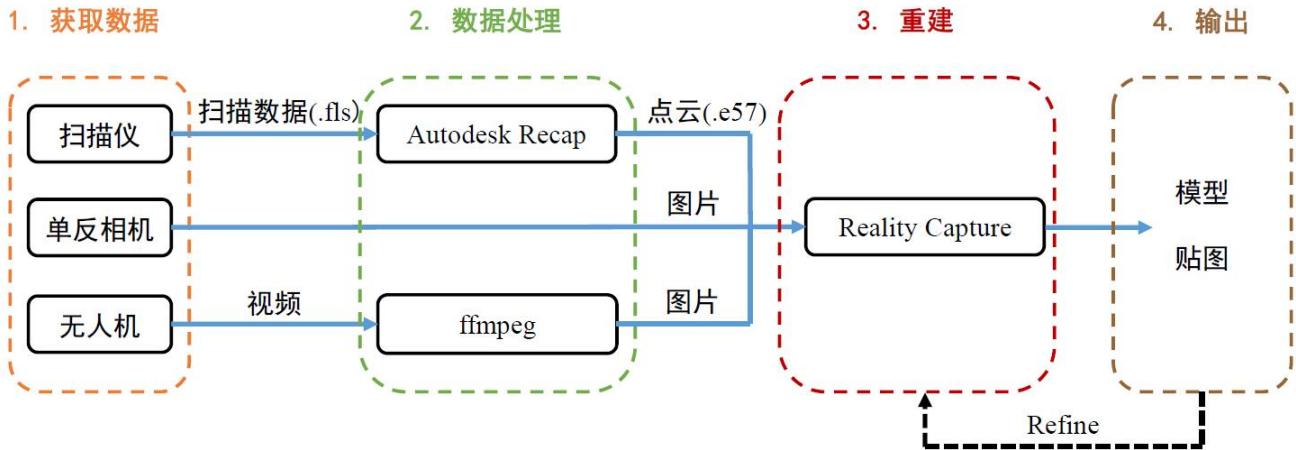 1. 获取数据
2. 数据处理
3. 重建
4. 输出
扫描仪
扫描数据(.fls)
Autodesk Recap
点云(.e57)
单反相机
图片
Reality Capture
模型
贴图
无人机
视频
ffmpeg
图片
Refine